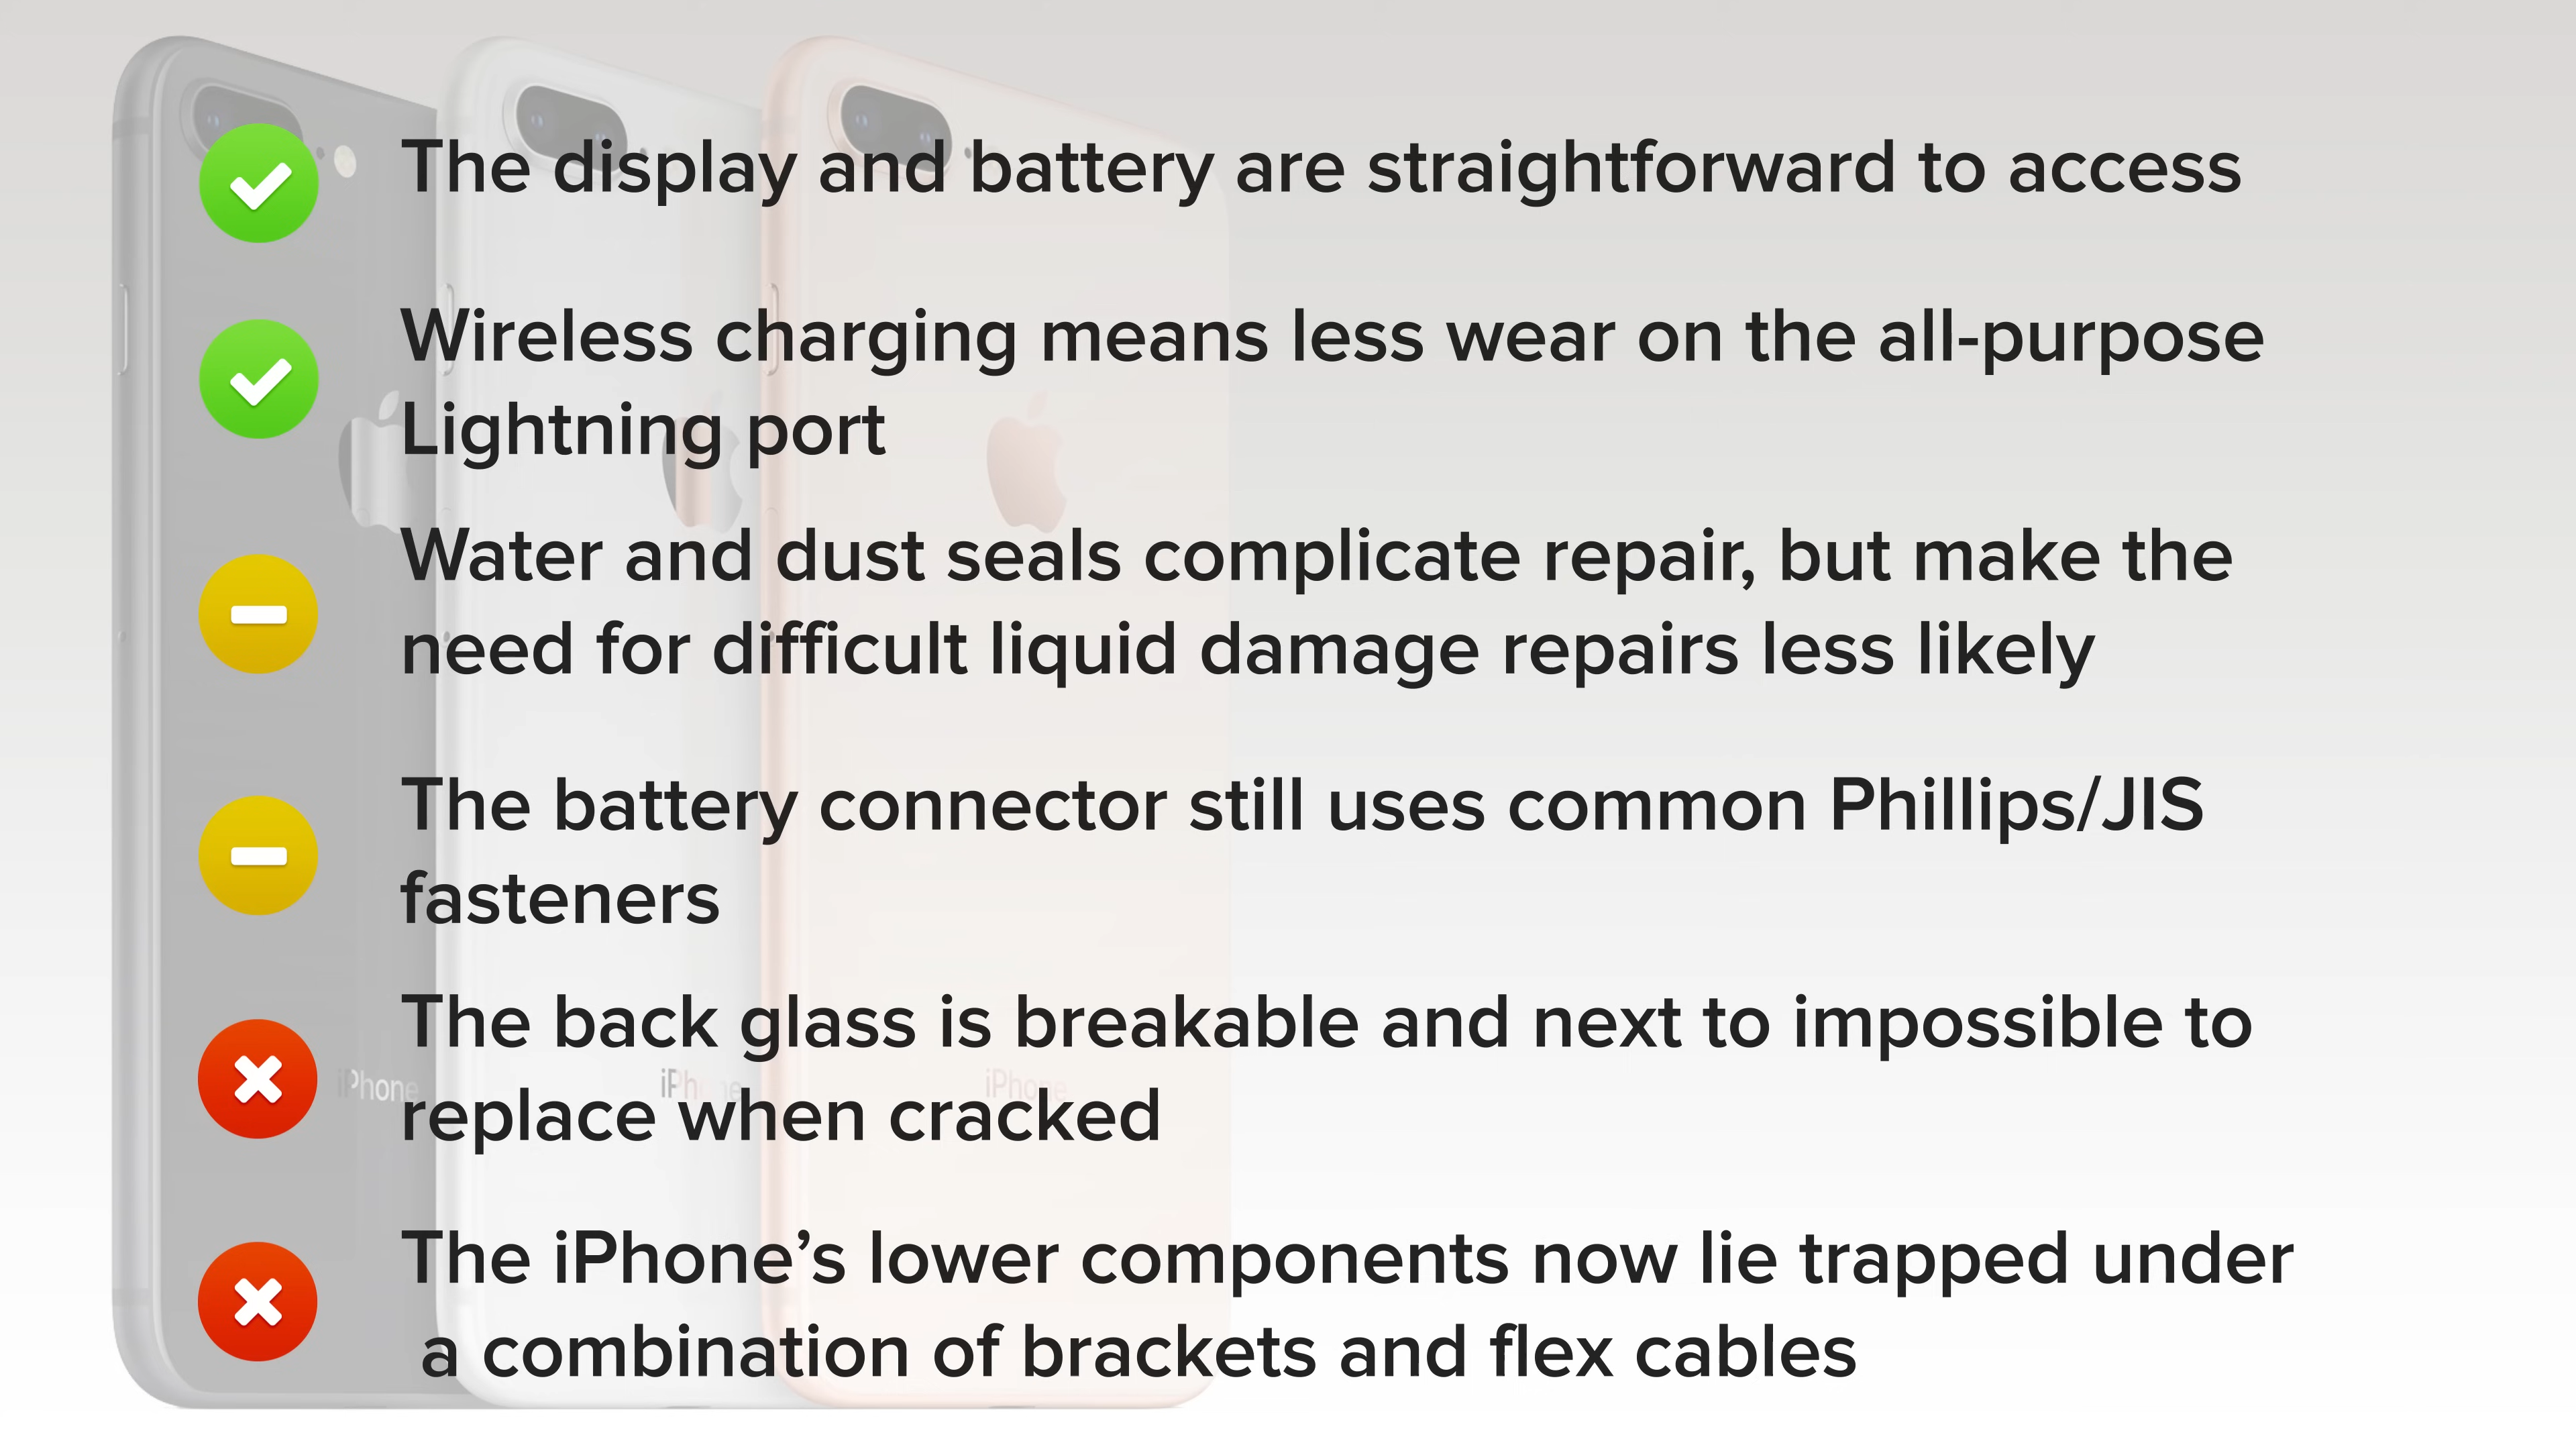 The display and battery are straightforward to access
Wireless charging means less wear on the all-purpose
Lightning port
Water and dust seals complicate repair, but make the
need for difficult liquid damage repairs less likely
The battery connector still uses common Phillips/JIS
fasteners
The back glass is breakable and next to impossible to
replace when cracked
iPhone
iPhone
iPhone
The iPhone’s lower components now lie trapped under
a combination of brackets and flex cables